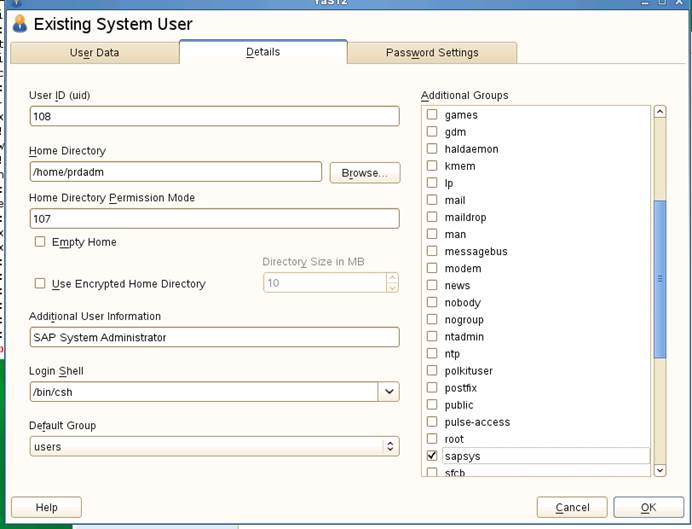 YaST2
Existing System User
User Data
Details
Password Settings
User ID (uid)
108
Home Directory
/home/prdadm
Browse...
Home Directory Permission Mode
107
Empty Home
Directory Size in MB
Use Encrypted Home Directory
10
Additional User Information
SAP System Administrator
Login Shell
/bin/csh
Default Group
users
Additional Groups
games
gdm
haldaemon
kmem
lp
mail
maildrop
man
messagebus
modem
news
nobody
nogroup
ntadmin
ntp
polkituser
postfix
public
pulse-access
root
sapsys
sfcb
Help
Cancel
OK